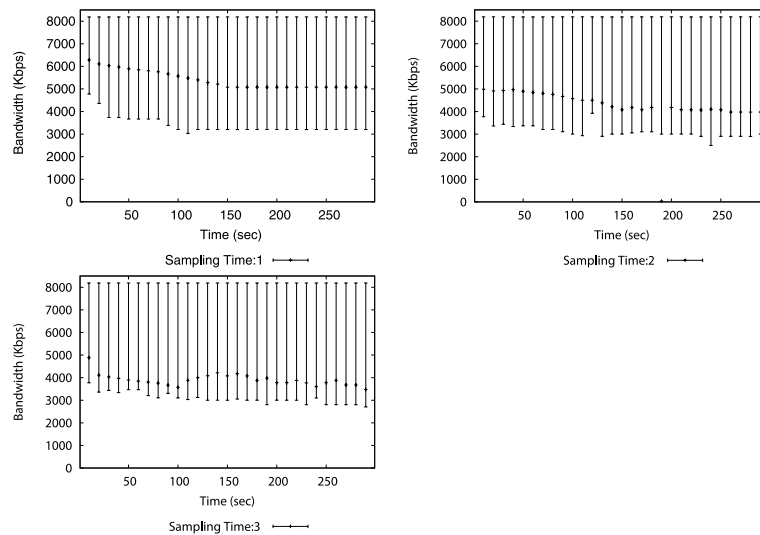 8000
7000
6000
5000
4000
3000
2000
1000
0
Bandwidth (Kbps)
50 100 150 200 250
Time (sec)
Sampling Time:1
8000
7000
6000
5000
4000
3000
2000
1000
0
Bandwidth (Kbps)
50 100 150 200 250
Time (sec)
Sampling Time:2
8000
7000
6000
5000
4000
3000
2000
1000
0
Bandwidth (Kbps)
50 100 150 200 250
Time (sec)
Sampling Time:3